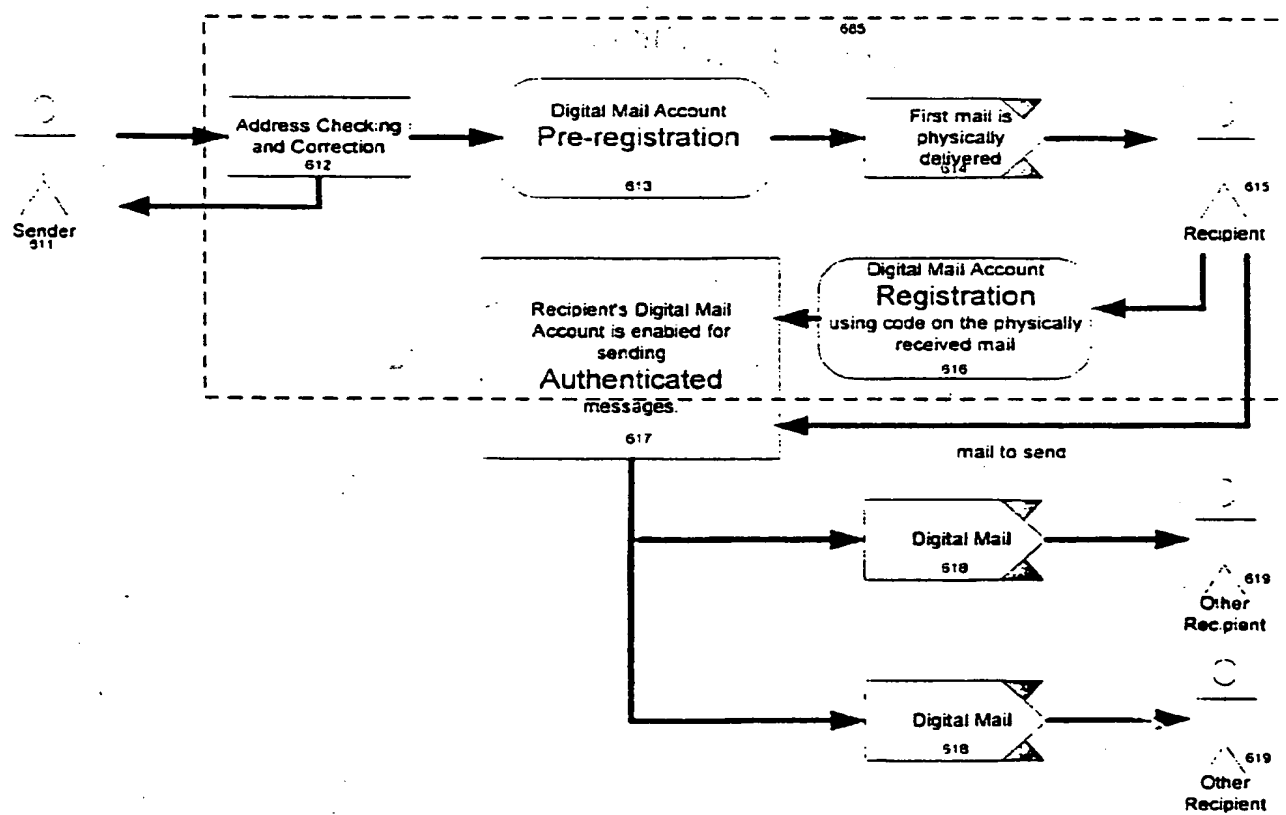 685
Address Checking
and Correction
612
Digital Mail Account
Pre-registration
613
First mail is
physically
delivered
614
Sender
611
615
Recipient
Recipient's Digital Mail
Account is enabled for
sending
Authenticated
messages.
617
Digital Mail Account
Registration
using code on the physically
received mail
616
mail to send
Digital Mail
618
619
Other
Recipient
Digital Mail
618
619
Other
Recipient